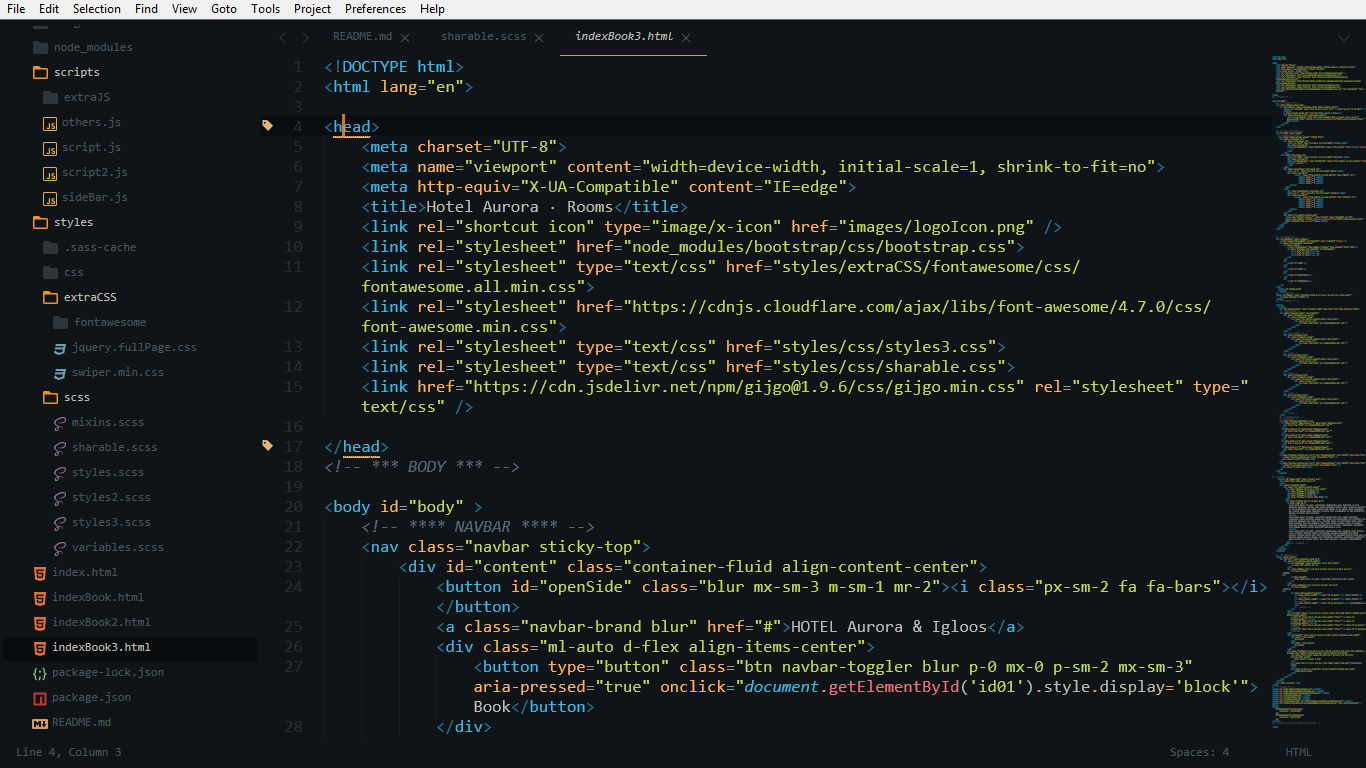 File Edit Selection Find View Goto Tools Project Preferences Help
node_modules
scripts
extraJS
others.js
script.js
script2.js
sideBar.js
styles
.sass-cache
css
extraCSS
fontawesome
jquery.fullPage.css
swiper.min.css
scss
mixins.scss
sharable.scss
styles.scss
styles2.scss
styles3.scss
variables.scss
index.html
indexBook.html
indexBook2.html
indexBook3.html
package-lock.json
package.json
README.md
README.md sharable.scss indexBook3.html
1 <!DOCTYPE html>
2 <html lang="en">
3
4 <head>
5 <meta charset="UTF-8">
6 <meta name="viewport" content="width=device-width, initial-scale=1, shrink-to-fit=no">
7 <meta http-equiv="X-UA-Compatible" content="IE=edge">
8 <title>Hotel Aurora · Rooms</title>
9 <link rel="shortcut icon" type="image/x-icon" href="images/logoIcon.png" />
10 <link rel="stylesheet" href="node_modules/bootstrap/css/bootstrap.css">
11 <link rel="stylesheet" type="text/css" href="styles/extraCSS/fontawesome/css/
fontawesome.all.min.css">
12 <link rel="stylesheet" href="https://cdnjs.cloudflare.com/ajax/libs/font-awesome/4.7.0/css/
font-awesome.min.css">
13 <link rel="stylesheet" type="text/css" href="styles/css/styles3.css">
14 <link rel="stylesheet" type="text/css" href="styles/css/sharable.css">
15 <link href="https://cdn.jsdelivr.net/npm/gijgo@1.9.6/css/gijgo.min.css" rel="stylesheet" type="
text/css" />
16
17 </head>
18 <!-- *** BODY *** -->
19
20 <body id="body" >
21 <!-- **** NAVBAR **** -->
22 <nav class="navbar sticky-top">
23 <div id="content" class="container-fluid align-content-center">
24 <button id="openSide" class="blur mx-sm-3 m-sm-1 mr-2"><i class="px-sm-2 fa fa-bars"></i>
</button>
25 <a class="navbar-brand blur" href="#">HOTEL Aurora & Igloos</a>
26 <div class="ml-auto d-flex align-items-center">
27 <button type="button" class="btn navbar-toggler blur p-0 mx-0 p-sm-2 mx-sm-3"
aria-pressed="true" onclick="document.getElementById('id01').style.display='block'">
Book</button>
28 </div>
Line 4, Column 3 Spaces: 4 HTML